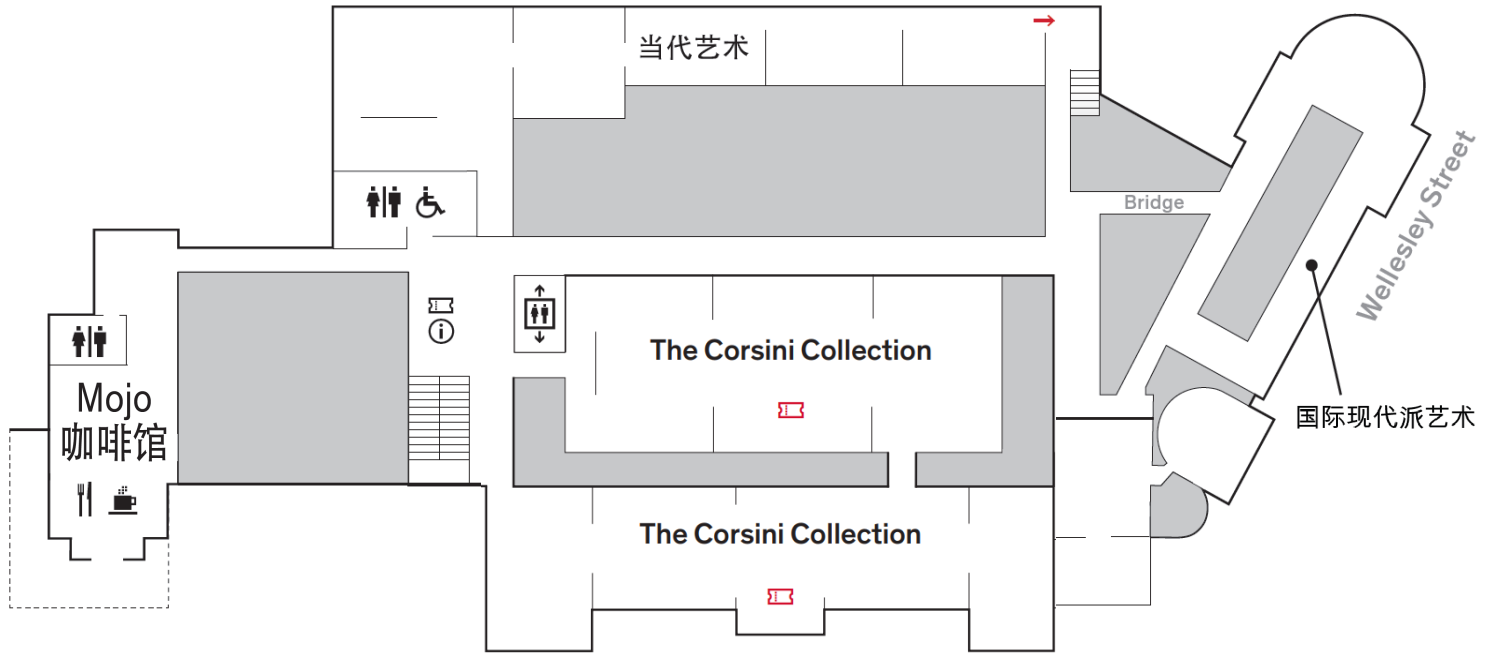 当代艺术
Bridge
Wellesley Street
The Corsini Collection
Mojo
咖啡馆
国际现代派艺术
The Corsini Collection